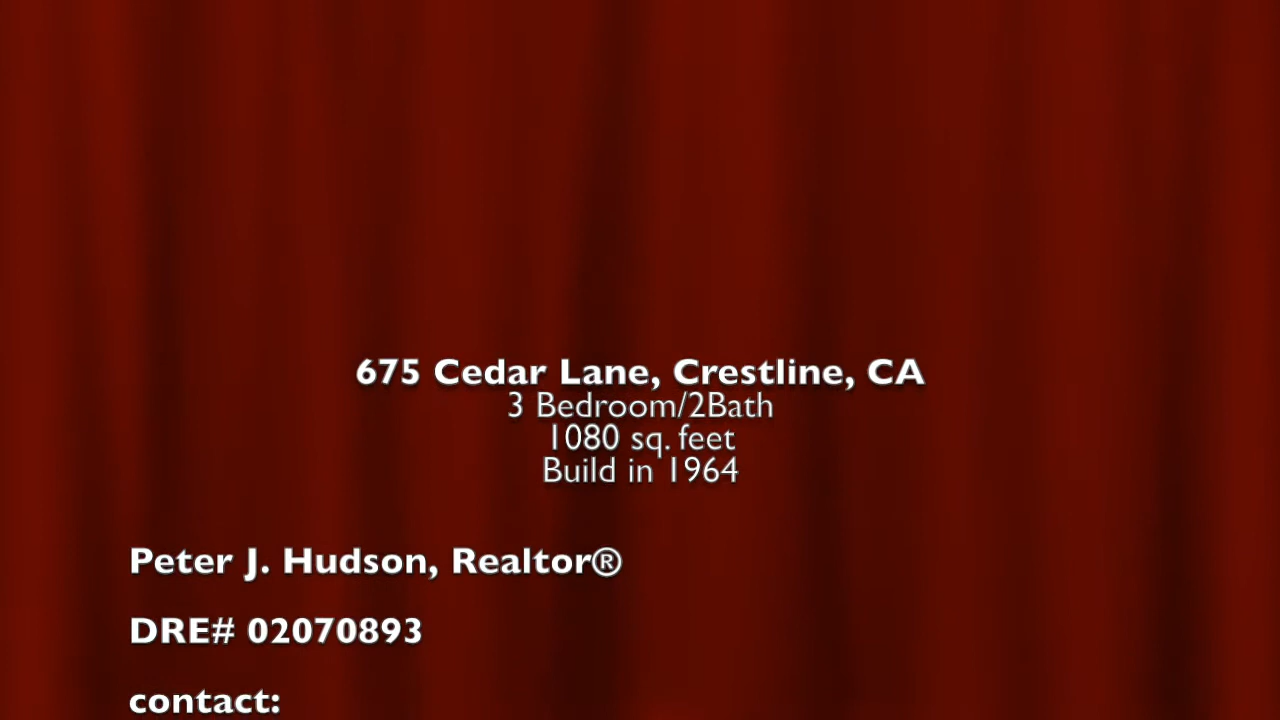 675 Cedar Lane, Crestline, CA
3 Bedroom/2Bath
1080 sq. feet
Build in 1964
Peter J. Hudson, Realtor®
DRE# 02070893
contact: